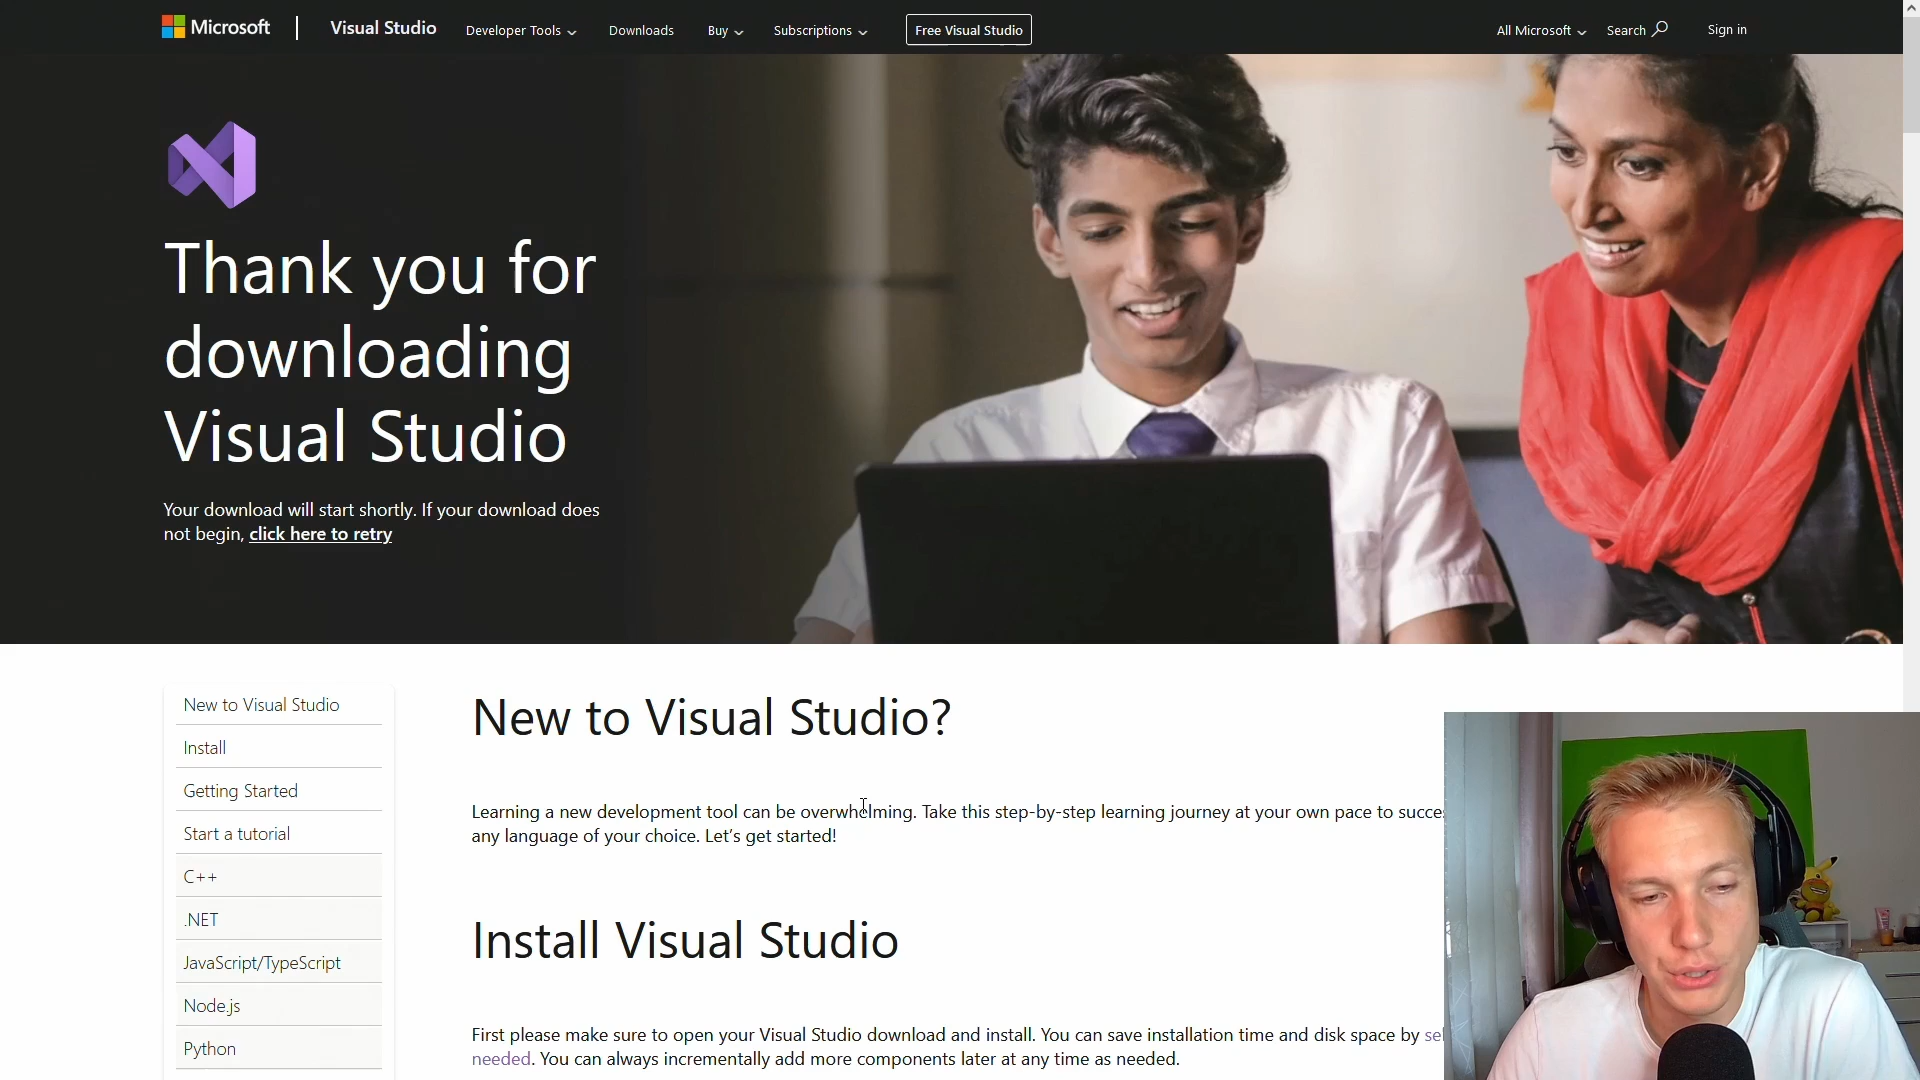 Microsoft Visual Studio Developer Tools Downloads Buy Subscriptions Free Visual Studio All Microsoft Search Sign in
Thank you for
downloading
Visual Studio
Your download will start shortly. If your download does
not begin, click here to retry
New to Visual Studio
Install
Getting Started
Start a tutorial
C++
.NET
JavaScript/TypeScript
Node.js
Python
New to Visual Studio?
Learning a new development tool can be overwhelming. Take this step-by-step learning journey at your own pace to
any language of your choice. Let’s get started!
Install Visual Studio
First please make sure to open your Visual Studio download and install. You can save installation time and disk space by
needed. You can always incrementally add more components later at any time as needed.